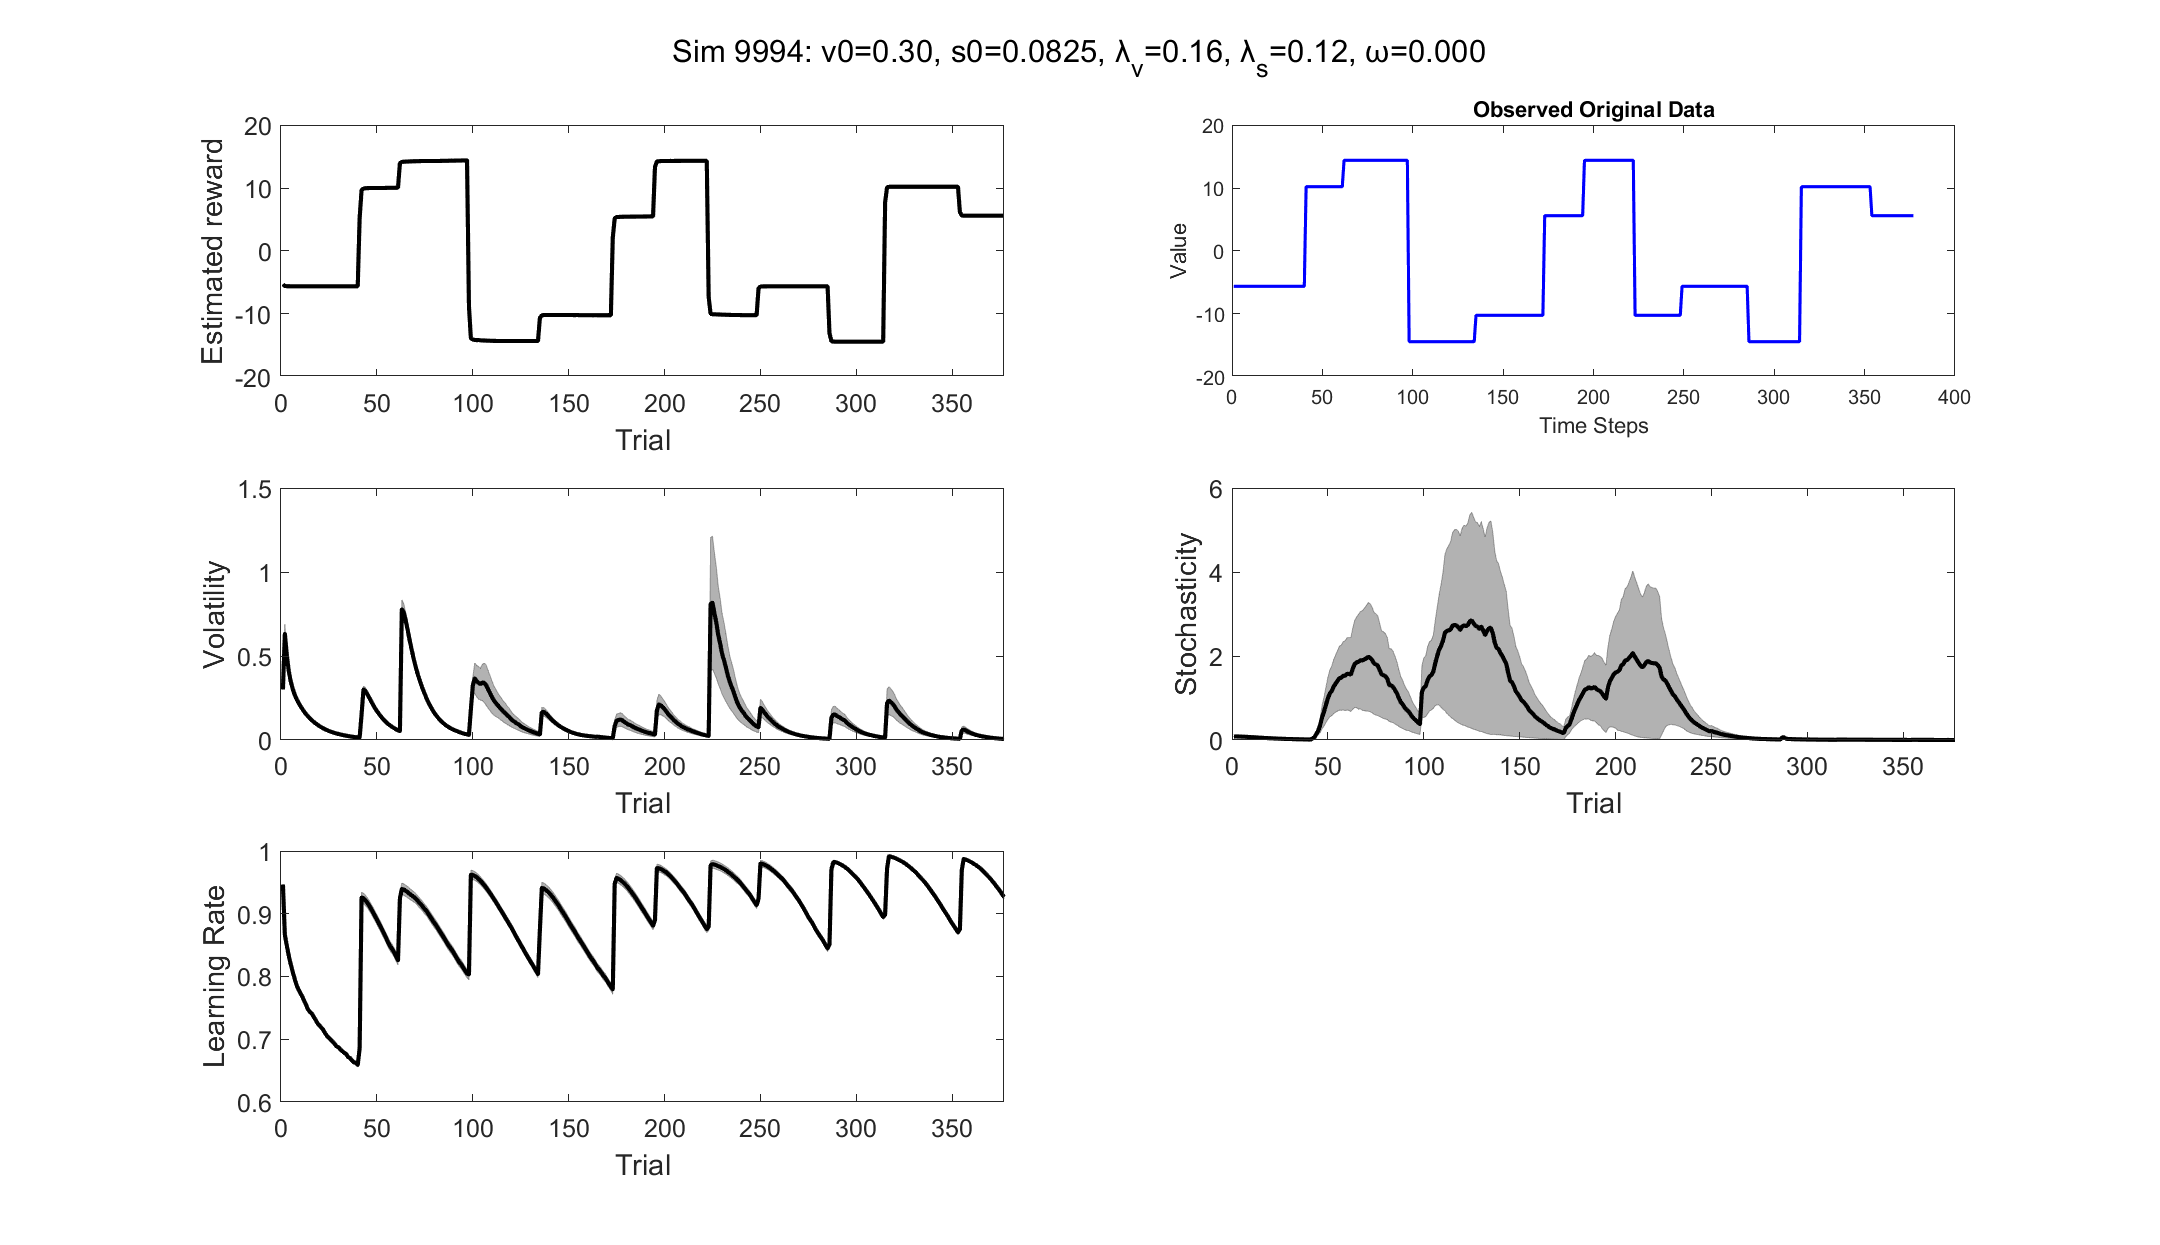 Sim 9994: v0=0.30, s0=0.0825, λ_v=0.16, λ_s=0.12, ω=0.000
Estimated reward
20
10
0
-10
-20
0 50 100 150 200 250 300 350
Trial
Observed Original Data
Value
20
10
0
-10
-20
0 50 100 150 200 250 300 350 400
Time Steps
Volatility
1.5
1
0.5
0
0 50 100 150 200 250 300 350
Trial
Stochasticity
6
4
2
0
0 50 100 150 200 250 300 350
Trial
Learning Rate
1
0.9
0.8
0.7
0.6
0 50 100 150 200 250 300 350
Trial